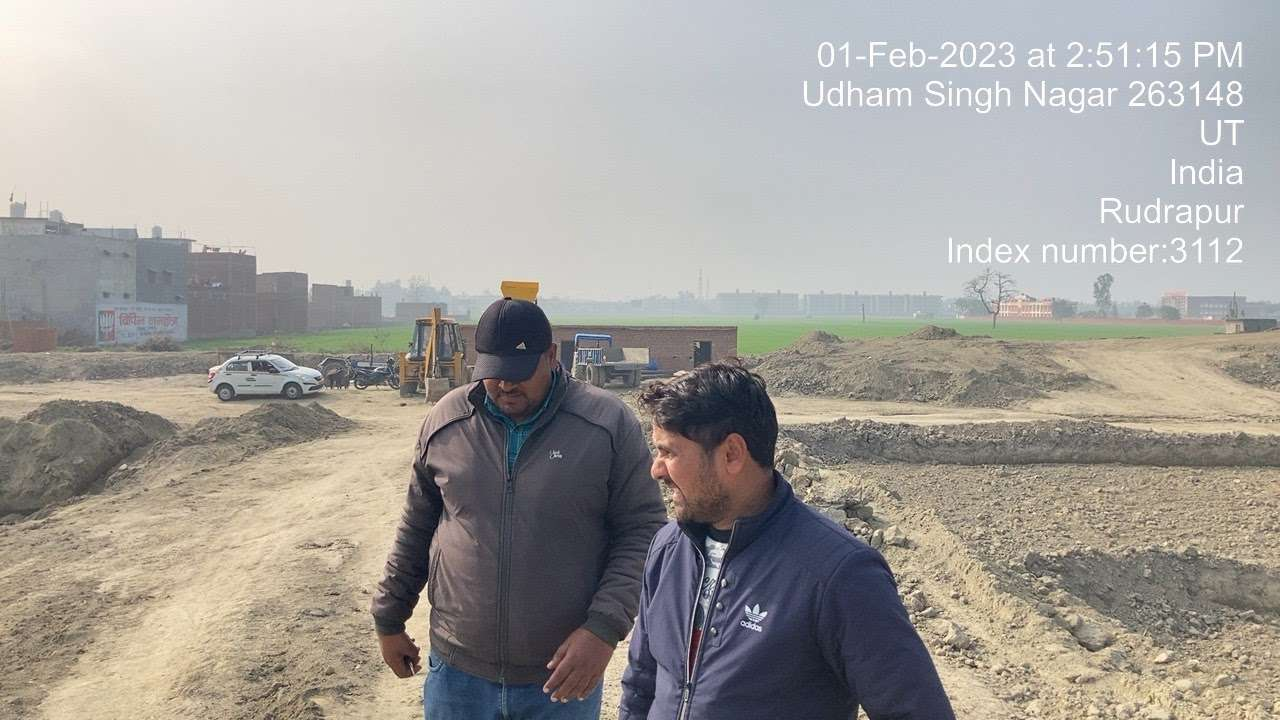 01-Feb-2023 at 2:51:15 PM
Udham Singh Nagar 263148
UT
India
Rudrapur
Index number:3112
adidas